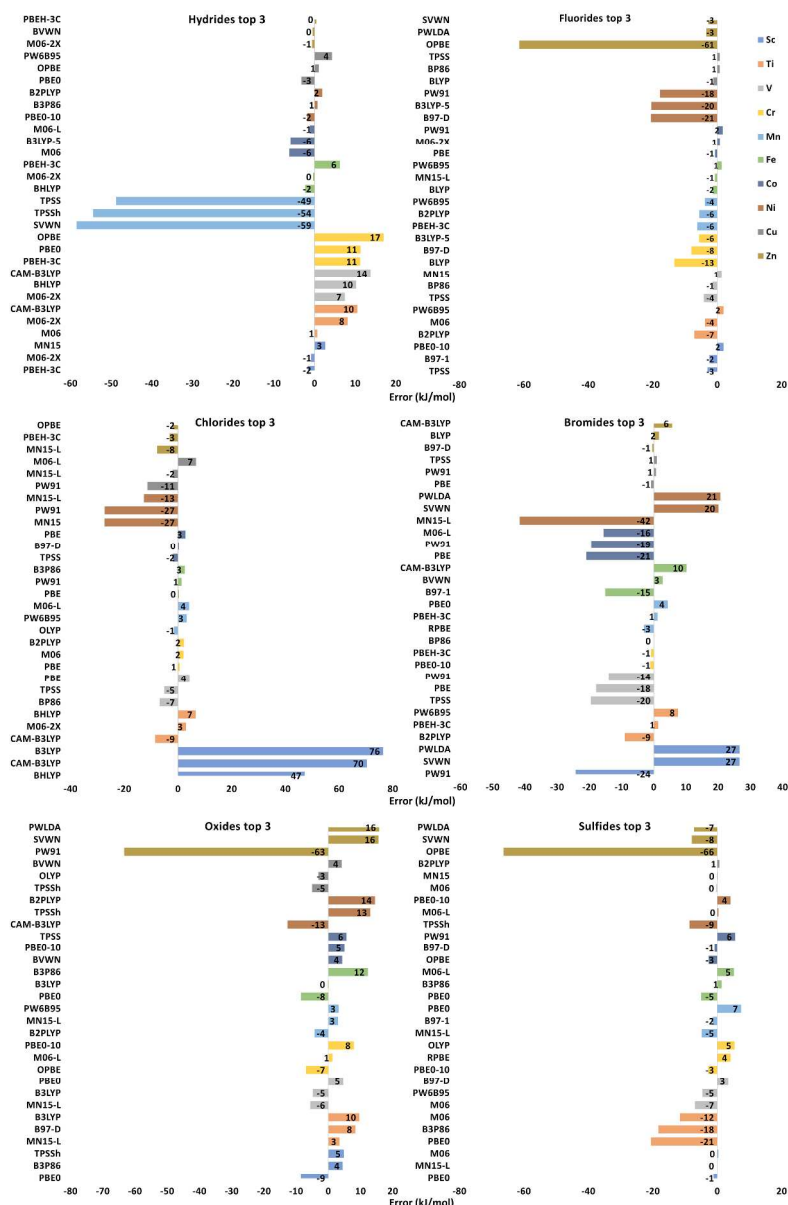 Hydrides top 3
PBEH-3C 0
BVWN 0
M06-2X -1
PW6B95 4
OPBE 1
PBE0 -3
B2PLYP 2
B3P86 1
PBE0-10 -2
M06-L -1
B3LYP-5 -6
M06 -6
PBEH-3C 6
M06-2X 0
BHLYP -2
TPSS -49
TPSSh -54
SVWN -59
OPBE 17
PBE0 11
PBEH-3C 11
CAM-B3LYP 14
BHLYP 10
M06-2X 7
CAM-B3LYP 10
M06-2X 8
M06 1
MN15 3
M06-2X -1
PBEH-3C -2
-60 -50 -40 -30 -20 -10 0 10 20
Error (kJ/mol)
Fluorides top 3
SVWN -3
PWLDA -3
OPBE -61
TPSS 1
BP86 1
BLYP -1
PW91 -18
B3LYP-5 -20
B97-D -21
PW91 2
M06-2X 1
PBE -1
PW6B95 1
MN15-L -1
BLYP -2
PW6B95 -4
B2PLYP -6
PBEH-3C -6
B3LYP-5 -6
B97-D -8
BLYP -13
MN15 1
BP86 -1
TPSS -4
PW6B95 2
M06 -4
B2PLYP -7
PBE0-10 2
B97-1 -2
TPSS -3
-80 -60 -40 -20 0 20
Error (kJ/mol)
Sc
Ti
V
Cr
Mn
Fe
Co
Ni
Cu
Zn
Chlorides top 3
OPBE -2
PBEH-3C -3
MN15-L -8
M06-L 7
MN15-L -2
PW91 -11
MN15-L -13
PW91 -27
MN15 -27
PBE 3
B97-D 0
TPSS -2
B3P86 3
PW91 1
PBE 0
M06-L 4
PW6B95 3
OLYP -1
B2PLYP 2
M06 2
PBE 1
PBE 4
TPSS -5
BP86 -7
BHLYP 7
M06-2X 3
CAM-B3LYP -9
B3LYP 76
CAM-B3LYP 70
BHLYP 47
-40 -20 0 20 40 60 80
Error (kJ/mol)
Bromides top 3
CAM-B3LYP 6
BLYP 2
B97-D -1
TPSS 1
PW91 1
PBE -1
PWLDA 21
SVWN 20
MN15-L -42
M06-L -16
PW91 -19
PBE -21
CAM-B3LYP 10
BVWN 3
B97-1 -15
PBE0 4
PBEH-3C 1
RPBE -3
BP86 0
PBEH-3C -1
PBE0-10 -1
PW91 -14
PBE -18
TPSS -20
PW6B95 8
PBEH-3C 1
B2PLYP -9
PWLDA 27
SVWN 27
PW91 -24
-60 -50 -40 -30 -20 -10 0 10 20 30 40
Error (kJ/mol)
Oxides top 3
PWLDA 16
SVWN 16
PW91 -63
BVWN 4
OLYP -3
TPSSh -5
B2PLYP 14
TPSSh 13
CAM-B3LYP -13
TPSS 6
PBE0-10 5
BVWN 4
B3P86 12
B3LYP 0
PBE0 -8
PW6B95 3
MN15-L 3
B2PLYP -4
PBE0-10 8
M06-L 1
OPBE -7
PBE0 5
B3LYP -5
MN15-L -6
B3LYP 10
B97-D 8
MN15-L 3
TPSSh 5
B3P86 4
PBE0 -9
-80 -60 -40 -20 0 20
Error (kJ/mol)
Sulfides top 3
PWLDA -7
SVWN -8
OPBE -66
B2PLYP 1
MN15 0
M06 0
PBE0-10 4
M06-L 0
TPSSh -9
PW91 6
B97-D -1
OPBE -3
M06-L 5
B3P86 1
PBE0 -5
PBE0 7
B97-1 -2
MN15-L -5
OLYP 5
RPBE 4
PBE0-10 -3
B97-D 3
PW6B95 -5
M06 -7
M06 -12
B3P86 -18
PBE0 -21
M06 0
MN15-L 0
PBE0 -1
-80 -60 -40 -20 0 20
Error (kJ/mol)